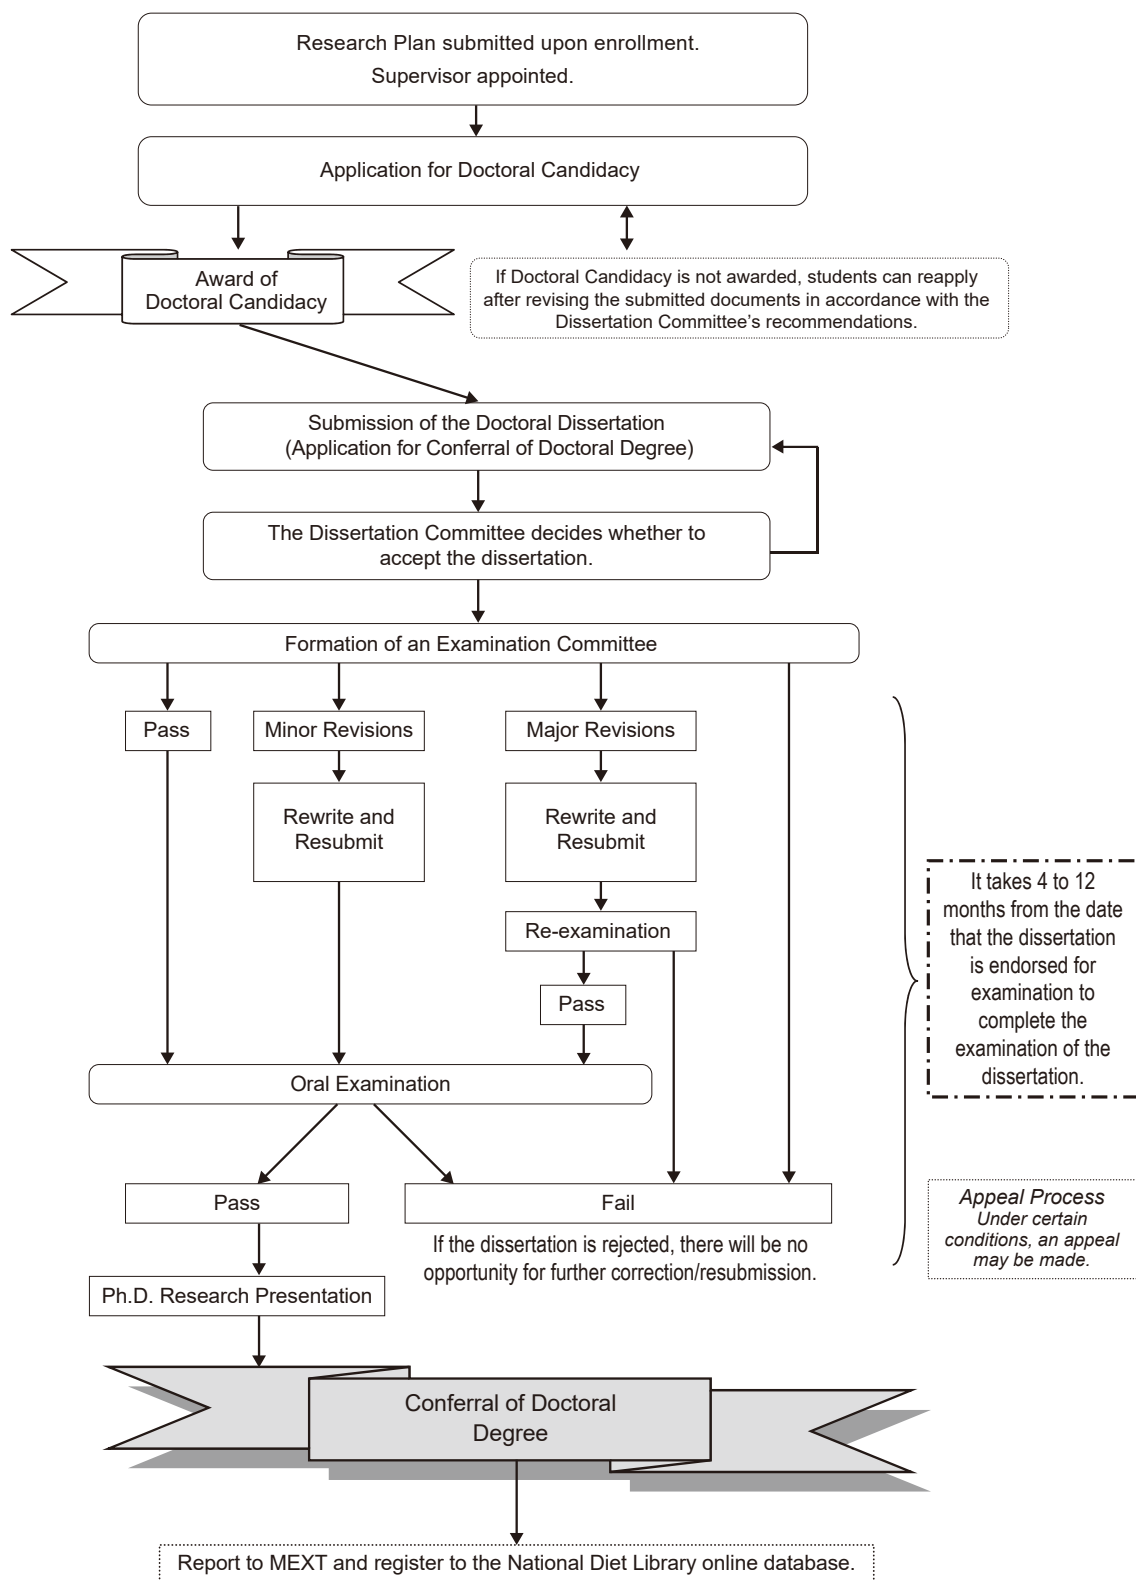 Research Plan submitted upon enrollment.
Supervisor appointed.
Application for Doctoral Candidacy
Award of
Doctoral Candidacy
If Doctoral Candidacy is not awarded, students can reapply
after revising the submitted documents in accordance with the
Dissertation Committee's recommendations.
Submission of the Doctoral Dissertation
(Application for Conferral of Doctoral Degree)
The Dissertation Committee decides whether to
accept the dissertation.
Formation of an Examination Committee
Pass
Minor Revisions
Major Revisions
Rewrite and
Resubmit
Rewrite and
Resubmit
Re-examination
Pass
It takes 4 to 12
months from the date
that the dissertation
is endorsed for
examination to
complete the
examination of the
dissertation.
Oral Examination
Pass
Fail
If the dissertation is rejected, there will be no
opportunity for further correction/resubmission.
Appeal Process
Under certain
conditions, an appeal
may be made.
Ph.D. Research Presentation
Conferral of Doctoral
Degree
Report to MEXT and register to the National Diet Library online database.